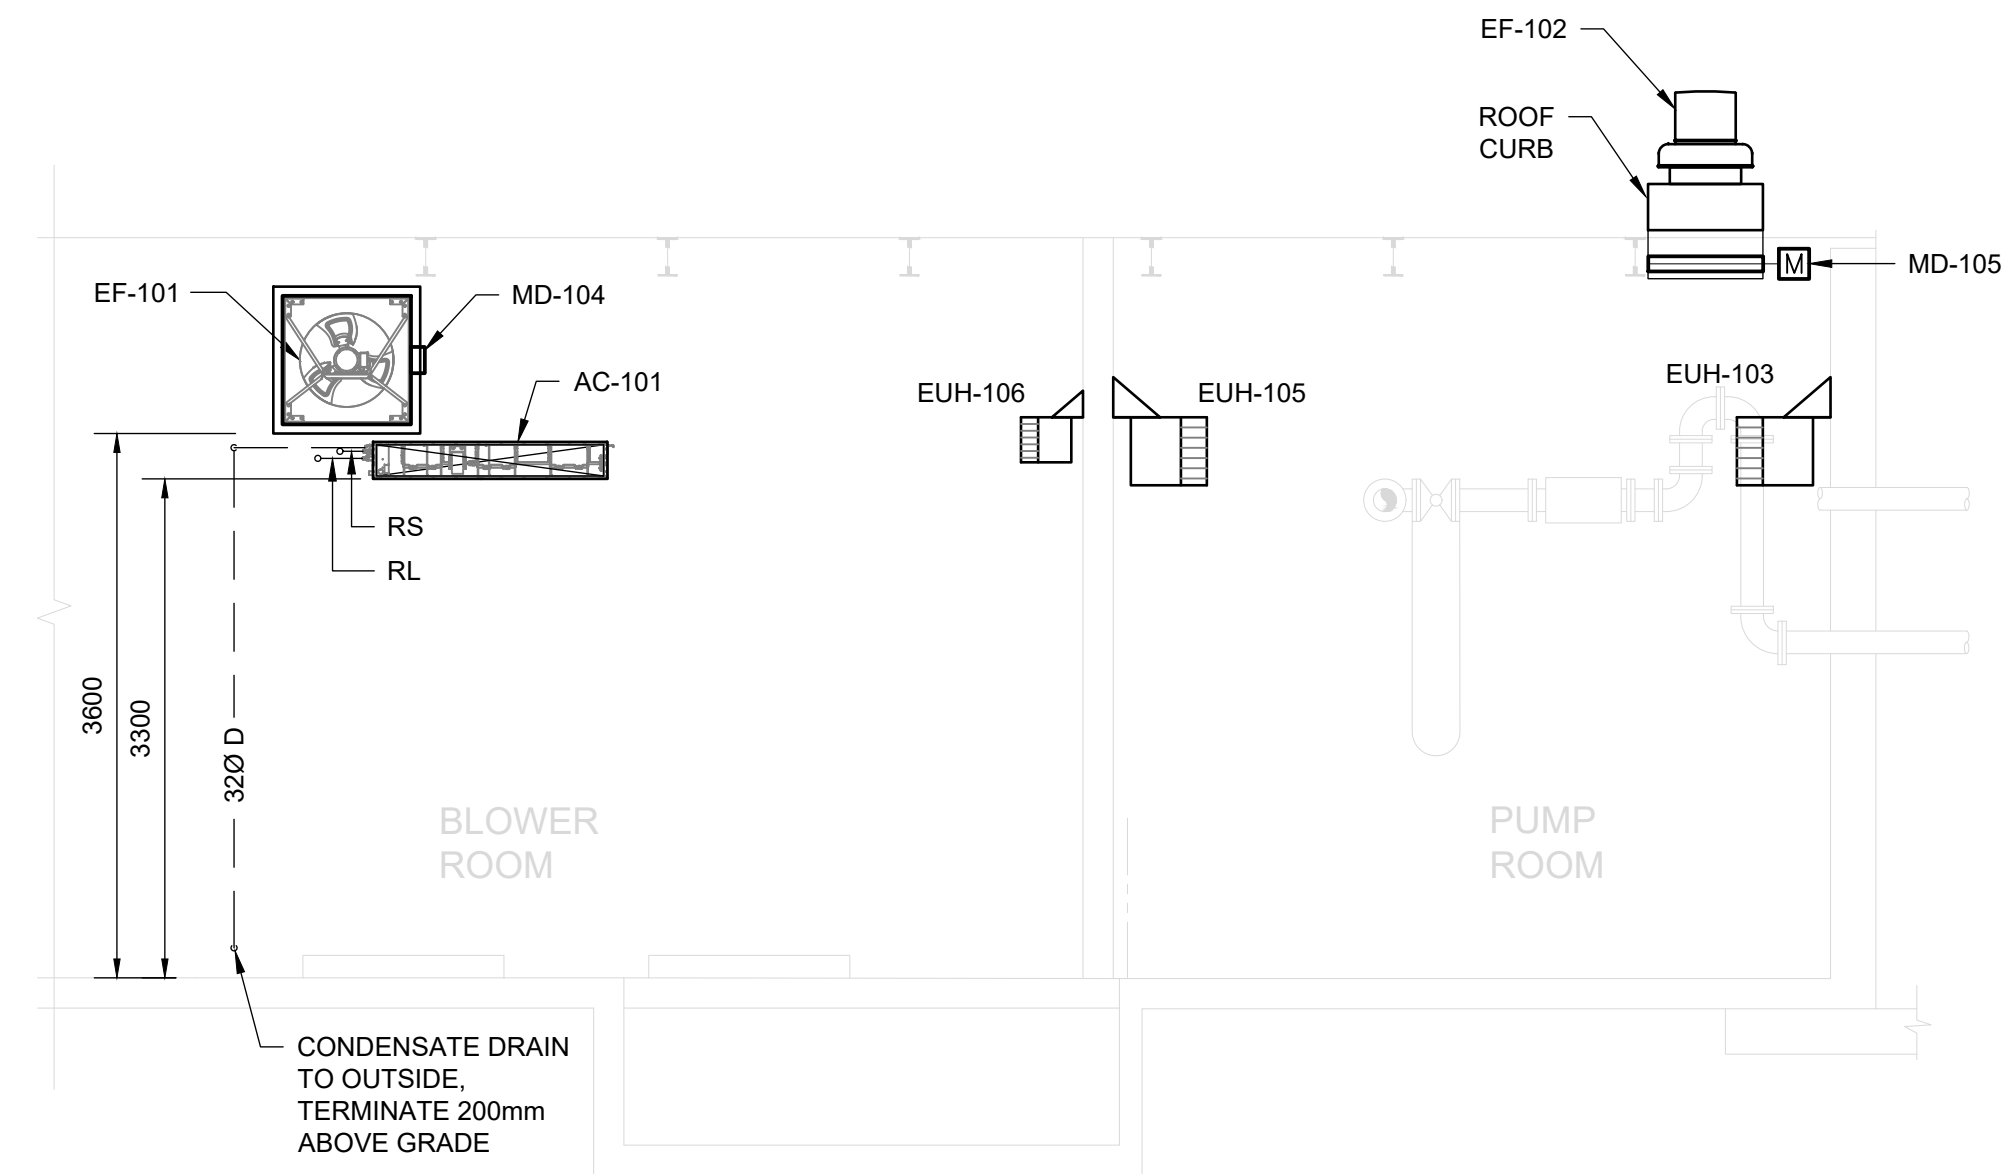 EF-102
ROOF
CURB
MD-105
M
EF-101
MD-104
AC-101
EUH-106
EUH-105
EUH-103
RS
RL
3600
3300
32Ø D
BLOWER
ROOM
PUMP
ROOM
CONDENSATE DRAIN
TO OUTSIDE,
TERMINATE 200mm
ABOVE GRADE